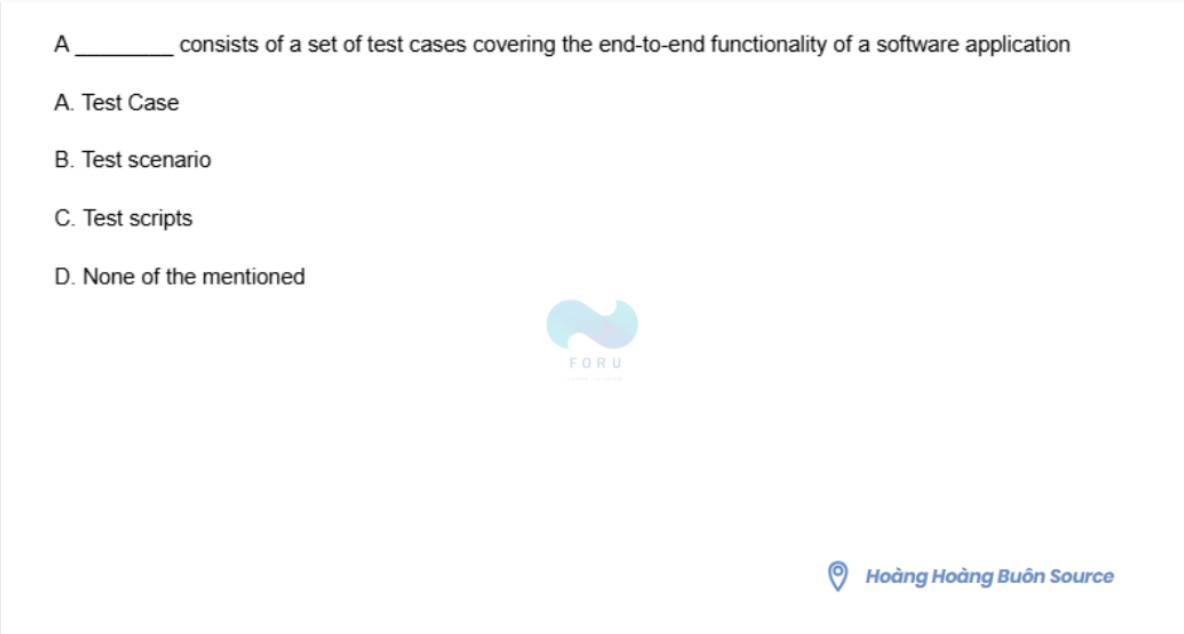 A ________ consists of a set of test cases covering the end-to-end functionality of a software application
A. Test Case
B. Test scenario
C. Test scripts
D. None of the mentioned
FORU
Hoàng Hoàng Buôn Source